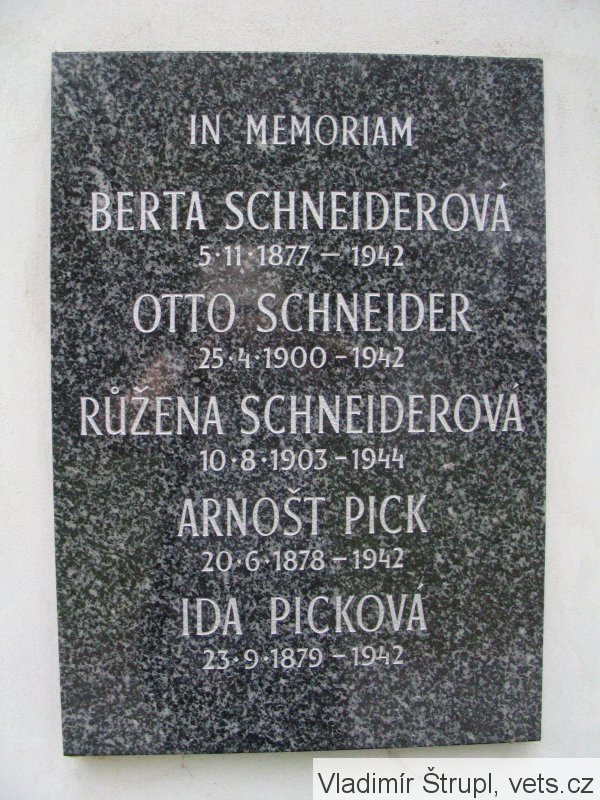 IN MEMORIAM
BERTA SCHNEIDEROVÁ
5·11·1877 – 1942
OTTO SCHNEIDER
25·4·1900 – 1942
RŮŽENA SCHNEIDEROVÁ
10·8·1903 – 1944
ARNOŠT PICK
20·6·1878 – 1942
IDA PICKOVÁ
23·9·1879 – 1942
Vladimír Štrupl, vets.cz